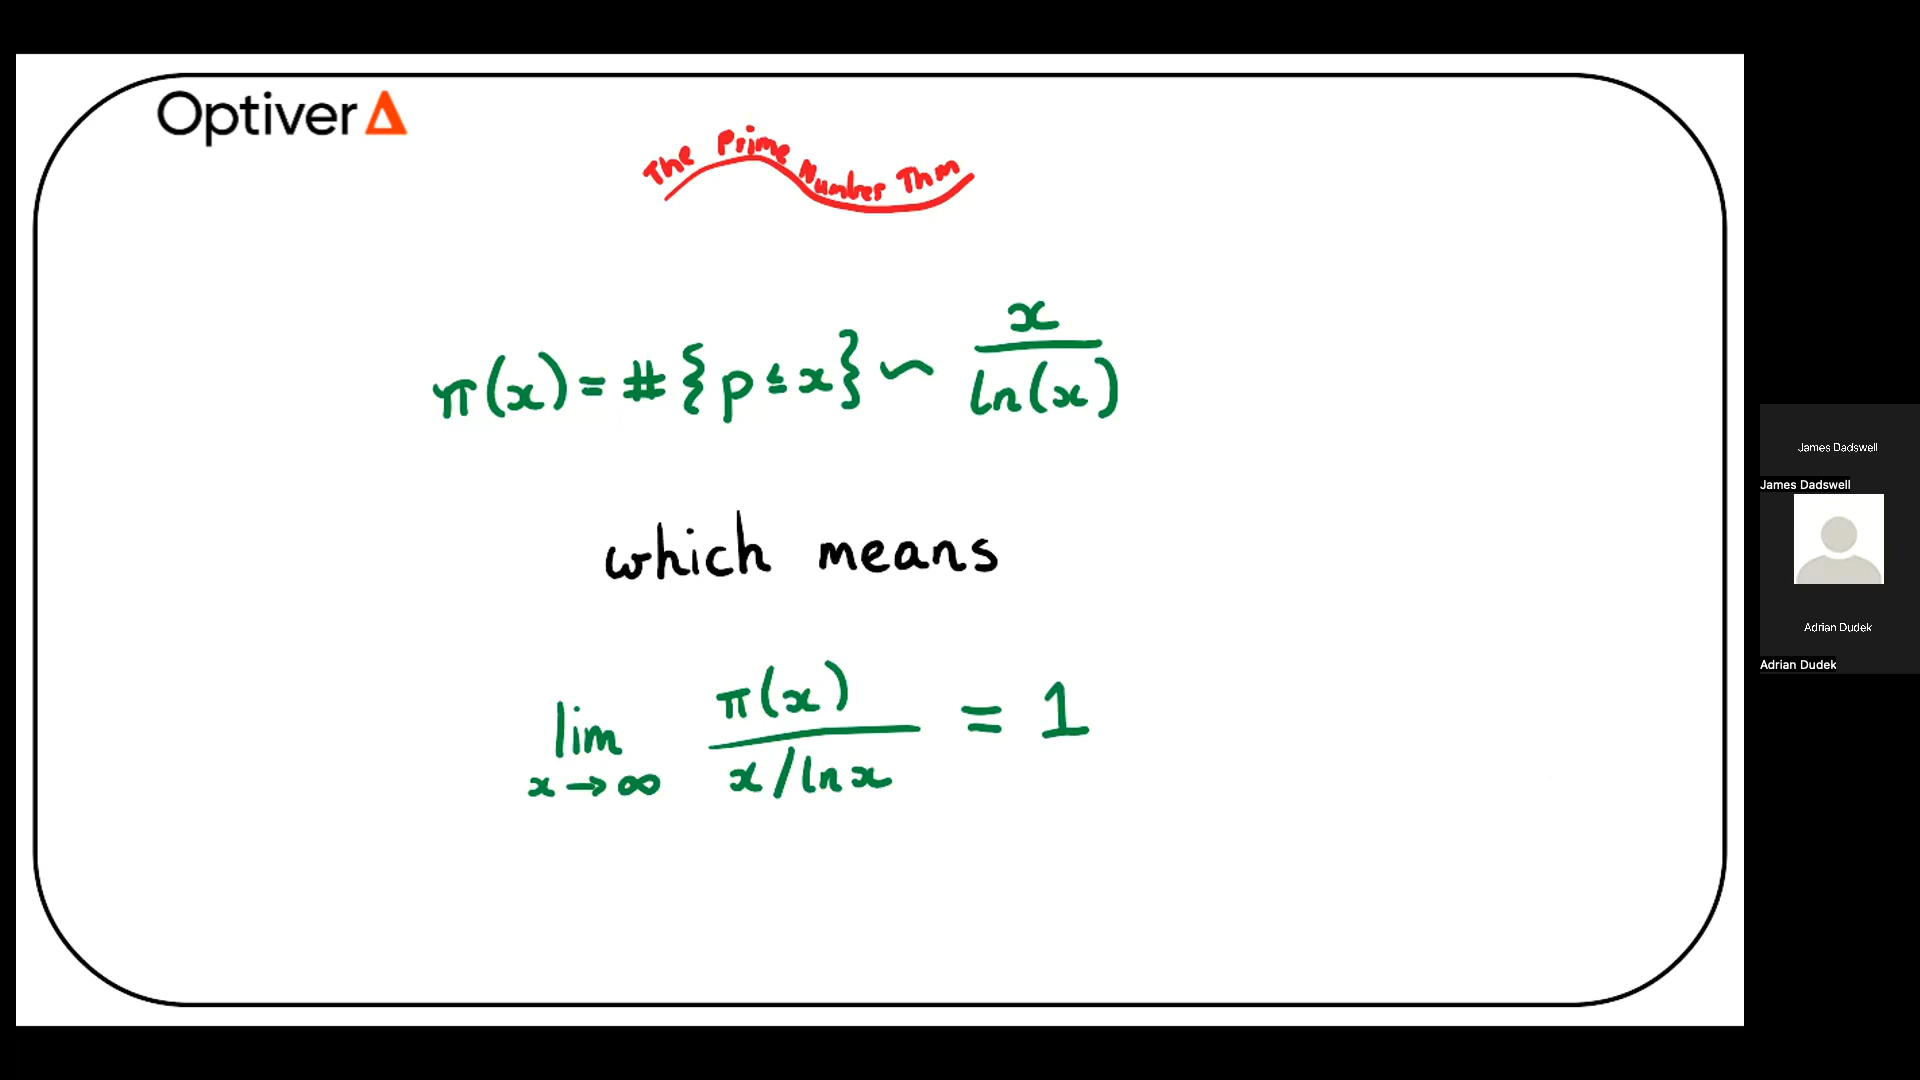 Optiver
The Prime Number Thm
π(x) = # {p ≤ x} ~ x / ln(x)
which means
lim x→∞ π(x) / x/ln x = 1
James Dadswell
James Dadswell
Adrian Dudek
Adrian Dudek